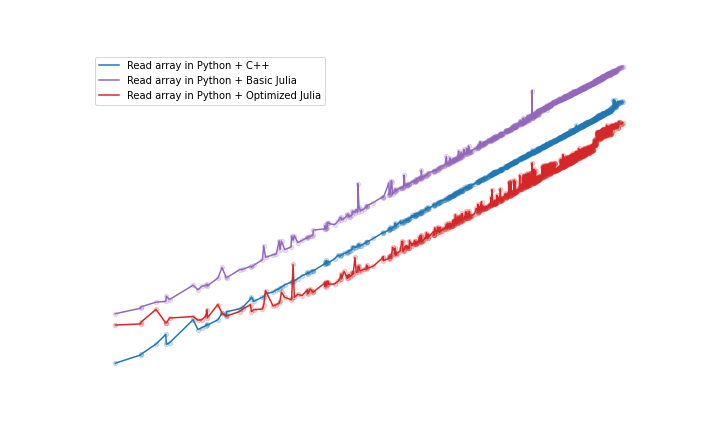 Read array in Python + C++
Read array in Python + Basic Julia
Read array in Python + Optimized Julia